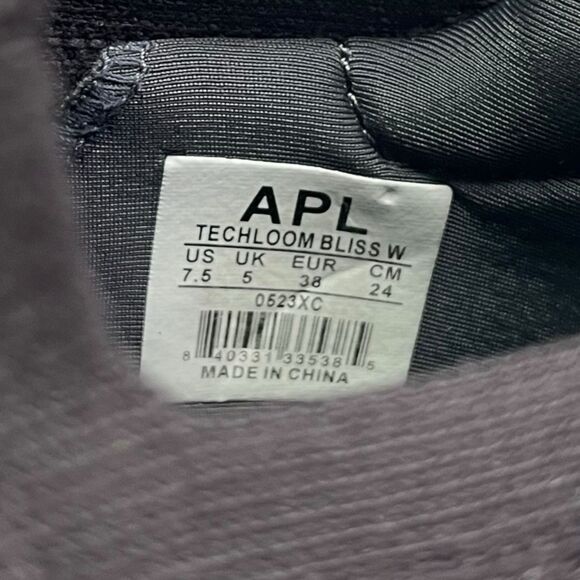 APL
TECHLOOM BLISS W
US UK EUR CM
7.5 5 38 24
0523XC
8 40331 33538 5
MADE IN CHINA